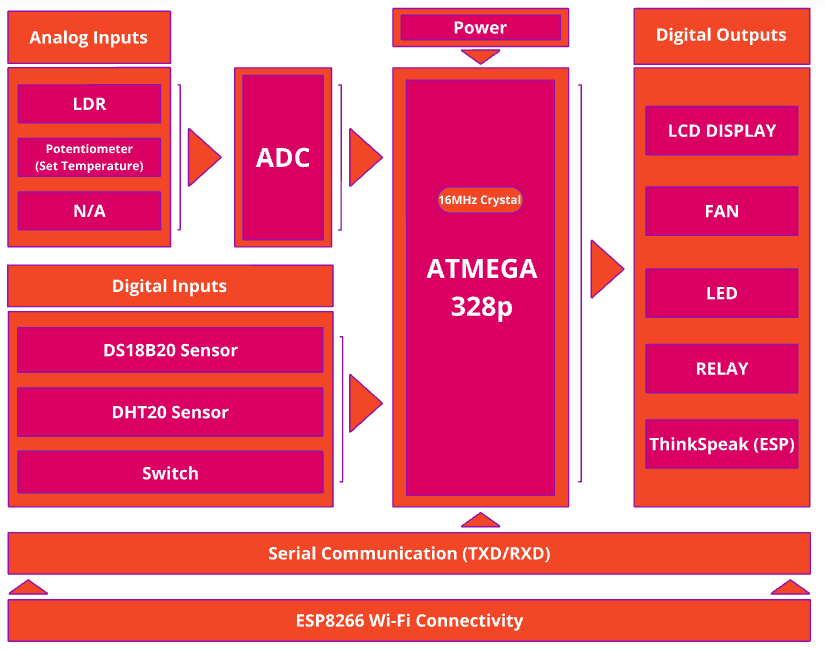 Analog Inputs
LDR
Potentiometer
(Set Temperature)
N/A
ADC
Digital Inputs
DS18B20 Sensor
DHT20 Sensor
Switch
Power
16MHz Crystal
ATMEGA
328p
Digital Outputs
LCD DISPLAY
FAN
LED
RELAY
ThinkSpeak (ESP)
Serial Communication (TXD/RXD)
ESP8266 Wi-Fi Connectivity